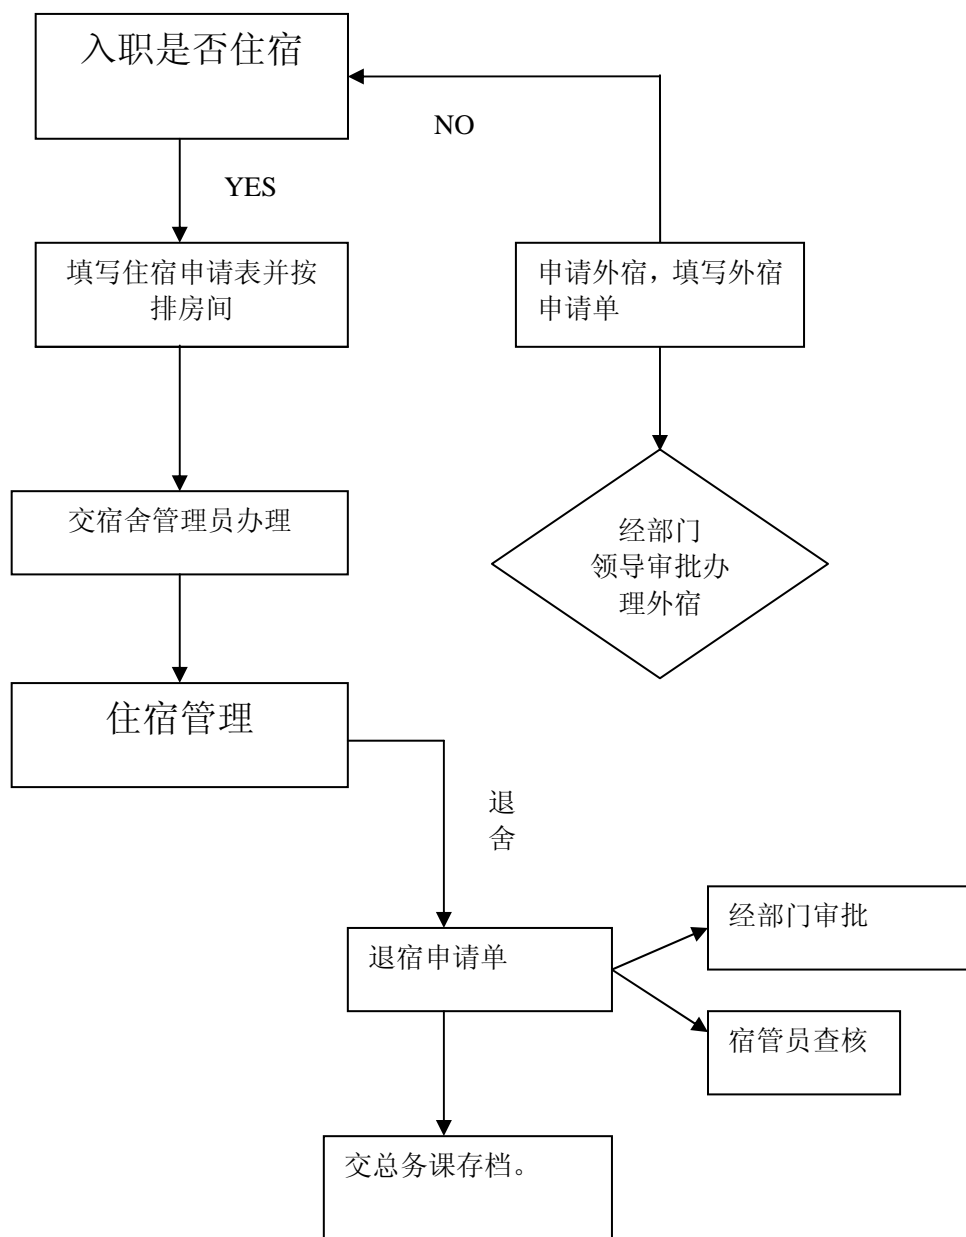 入职是否住宿
NO
YES
填写住宿申请表并按
排房间
申请外宿，填写外宿
申请单
交宿舍管理员办理
经部门
领导审批办
理外宿
住宿管理
退
舍
经部门审批
退宿申请单
宿管员查核
交总务课存档。